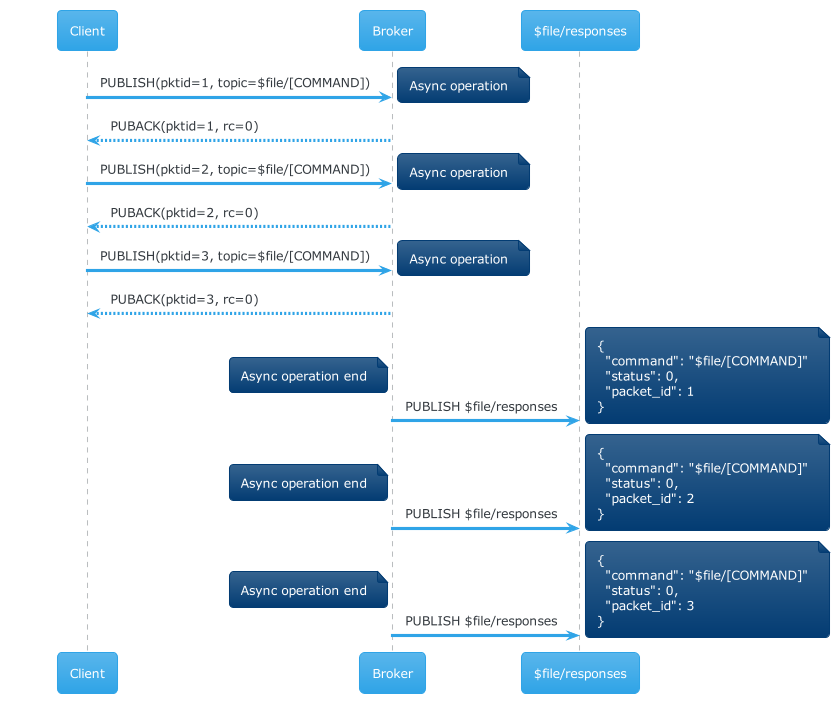 Client
Broker
$file/responses
PUBLISH(pktid=1, topic=$file/[COMMAND])
Async operation
PUBACK(pktid=1, rc=0)
PUBLISH(pktid=2, topic=$file/[COMMAND])
Async operation
PUBACK(pktid=2, rc=0)
PUBLISH(pktid=3, topic=$file/[COMMAND])
Async operation
PUBACK(pktid=3, rc=0)
Async operation end
PUBLISH $file/responses
{
"command": "$file/[COMMAND]"
"status": 0,
"packet_id": 1
}
Async operation end
PUBLISH $file/responses
{
"command": "$file/[COMMAND]"
"status": 0,
"packet_id": 2
}
Async operation end
PUBLISH $file/responses
{
"command": "$file/[COMMAND]"
"status": 0,
"packet_id": 3
}
Client
Broker
$file/responses